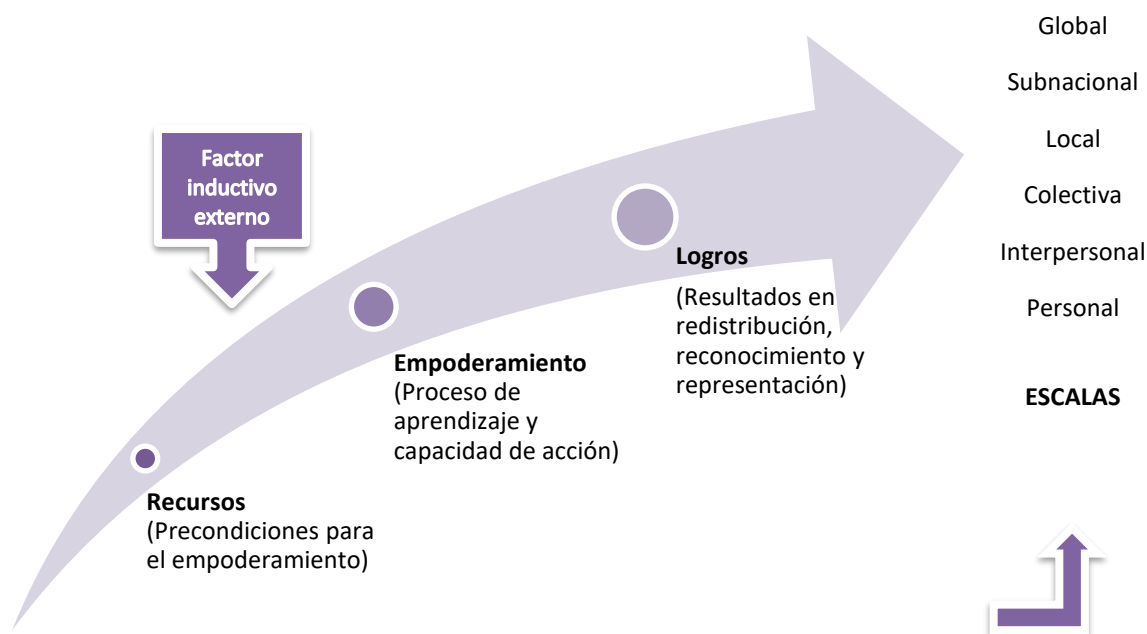 Factor
inductivo
externo
Recursos
(Precondiciones para
el empoderamiento)
Empoderamiento
(Proceso de
aprendizaje y
capacidad de acción)
Logros
(Resultados en
redistribución,
reconocimiento y
representación)
Global
Subnacional
Local
Colectiva
Interpersonal
Personal
ESCALAS